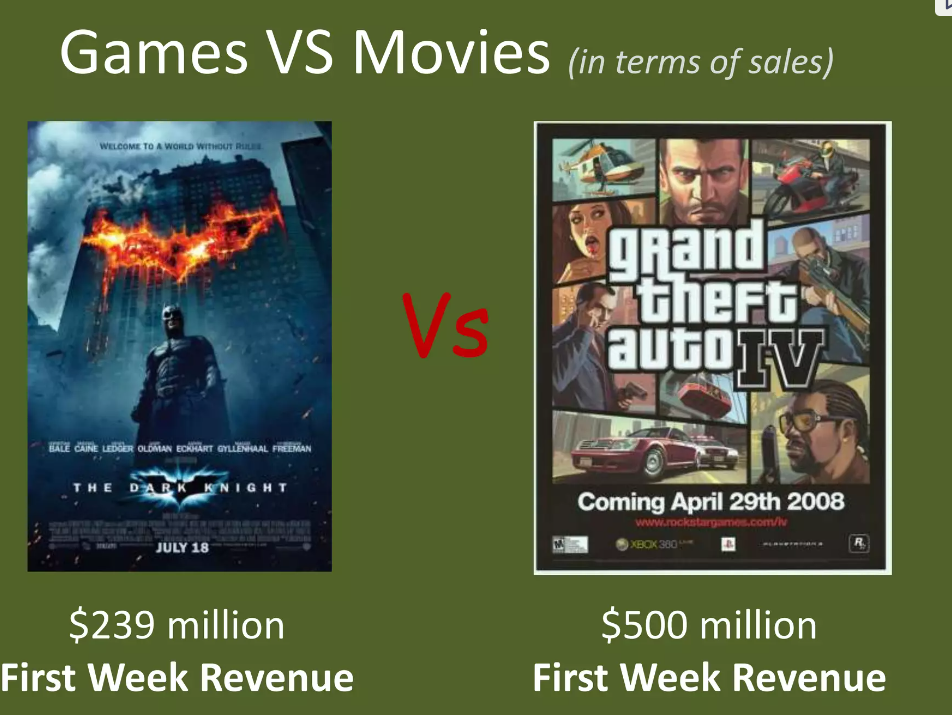 Games VS Movies (in terms of sales)
WELCOME TO A WORLD WITHOUT RULES.
BALE CAINE LEDGER OLDMAN ECKHART GYLLENHAAL FREEMAN
THE DARK KNIGHT
JULY 18
Vs
grand
theft
auto IV
Coming April 29th 2008
www.rockstargames.com/iv
M
XBOX 360 LIVE
PLAYSTATION 3
R
$239 million
First Week Revenue
$500 million
First Week Revenue